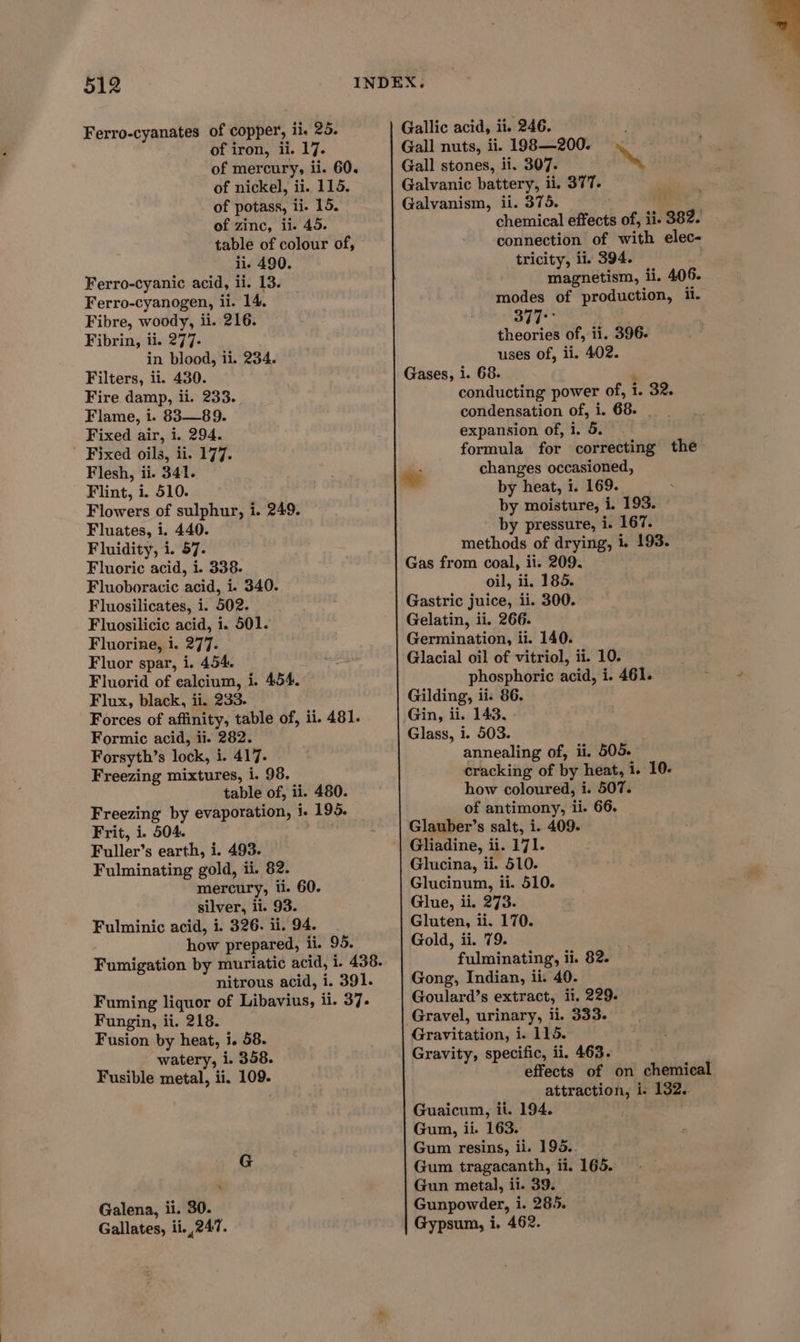 512 INDEX.
Ferro-cyanates of copper, ii. 25.
of iron, ii. 17.
of mercury, ii. 60.
of nickel, ii. 115.
of potass, ii. 15.
of zinc, ii. 45.
table of colour of,
ii. 490.
Ferro-cyanic acid, ii. 13.
Ferro-cyanogen, ii. 14.
Fibre, woody, ii. 216.
Fibrin, ii. 277.
in blood, ii. 234.
Filters, ii. 430.
Fire damp, ii. 233.
Flame, i. 83—89.
Fixed air, i. 294.
Fixed oils, ii. 177.
Flesh, ii. 341.
Flint, i. 510.
Flowers of sulphur, i. 249.
Fluates, i. 440.
Fluidity, i. 57.
Fluoric acid, i. 338.
Fluoboracic acid, i. 340.
Fluosilicates, i. 502.
Fluosilicic acid, i. 501.
Fluorine, i. 277.
Fluor spar, i. 454.
Fluorid of calcium, i. 454.
Flux, black, ii. 233.
Forces of affinity, table of, ii. 481.
Formic acid, ii. 282.
Forsyth's lock, i. 417.
Freezing mixtures, i. 98.
table of, ii. 480.
Freezing by evaporation, i. 195.
Frit, i. 504.
Fuller's earth, i. 493.
Fulminating gold, ii. 82.
mercury, ii. 60.
silver, ii. 93.
Fulminic acid, i. 326. ii. 94.
how prepared, ii. 95.
Fumigation by muriatic acid, i. 438.
nitrous acid, i. 391.
Fuming liquor of Libavius, ii. 37.
Fungin, ii. 218.
Fusion by heat, i. 58.
watery, i. 358.
Fusible metal, ii. 109.
G
Galena, ii. 30.
Gallates, ii. 247.
Gallic acid, ii. 246.
Gall nuts, ii. 198—200.
Gall stones, ii. 307.
Galvanic battery, ii. 377.
Galvanism, ii. 375.
chemical effects of, ii. 382.
connection of with elec-
tricity, ii. 394.
magnetism, ii. 406.
modes of production, ii.
377.
theories of, ii. 396.
uses of, ii. 402.
Gases, i. 68.
conducting power of, i. 32.
condensation of, i. 68.
expansion of, i. 5.
formula for correcting the
changes occasioned,
by heat, i. 169.
by moisture, i. 193.
by pressure, i. 167.
methods of drying, i. 193.
Gas from coal, ii. 209.
oil, ii. 185.
Gastric juice, ii. 300.
Gelatin, ii. 266.
Germination, ii. 140.
Glacial oil of vitriol, ii. 10.
phosphoric acid, i. 461.
Gilding, ii. 86.
Gin, ii. 143.
Glass, i. 503.
annealing of, ii. 505.
cracking of by heat, i. 10.
how coloured, i. 507.
of antimony, ii. 66.
Glauber's salt, i. 409.
Gliadine, ii. 171.
Glucina, ii. 510.
Glucinum, ii. 510.
Glue, ii. 273.
Gluten, ii. 170.
Gold, ii. 79.
fulminating, ii. 82.
Gong, Indian, ii. 40.
Goulard's extract, ii. 229.
Gravel, urinary, ii. 333.
Gravitation, i. 115.
Gravity, specific, ii. 463.
effects of on chemical
attraction, i. 132.
Guaicum, ii. 194.
Gum, ii. 163.
Gum resins, ii. 195.
Gum tragacanth, ii. 165.
Gun metal, ii. 39.
Gunpowder, i. 285.
Gypsum, i. 462.